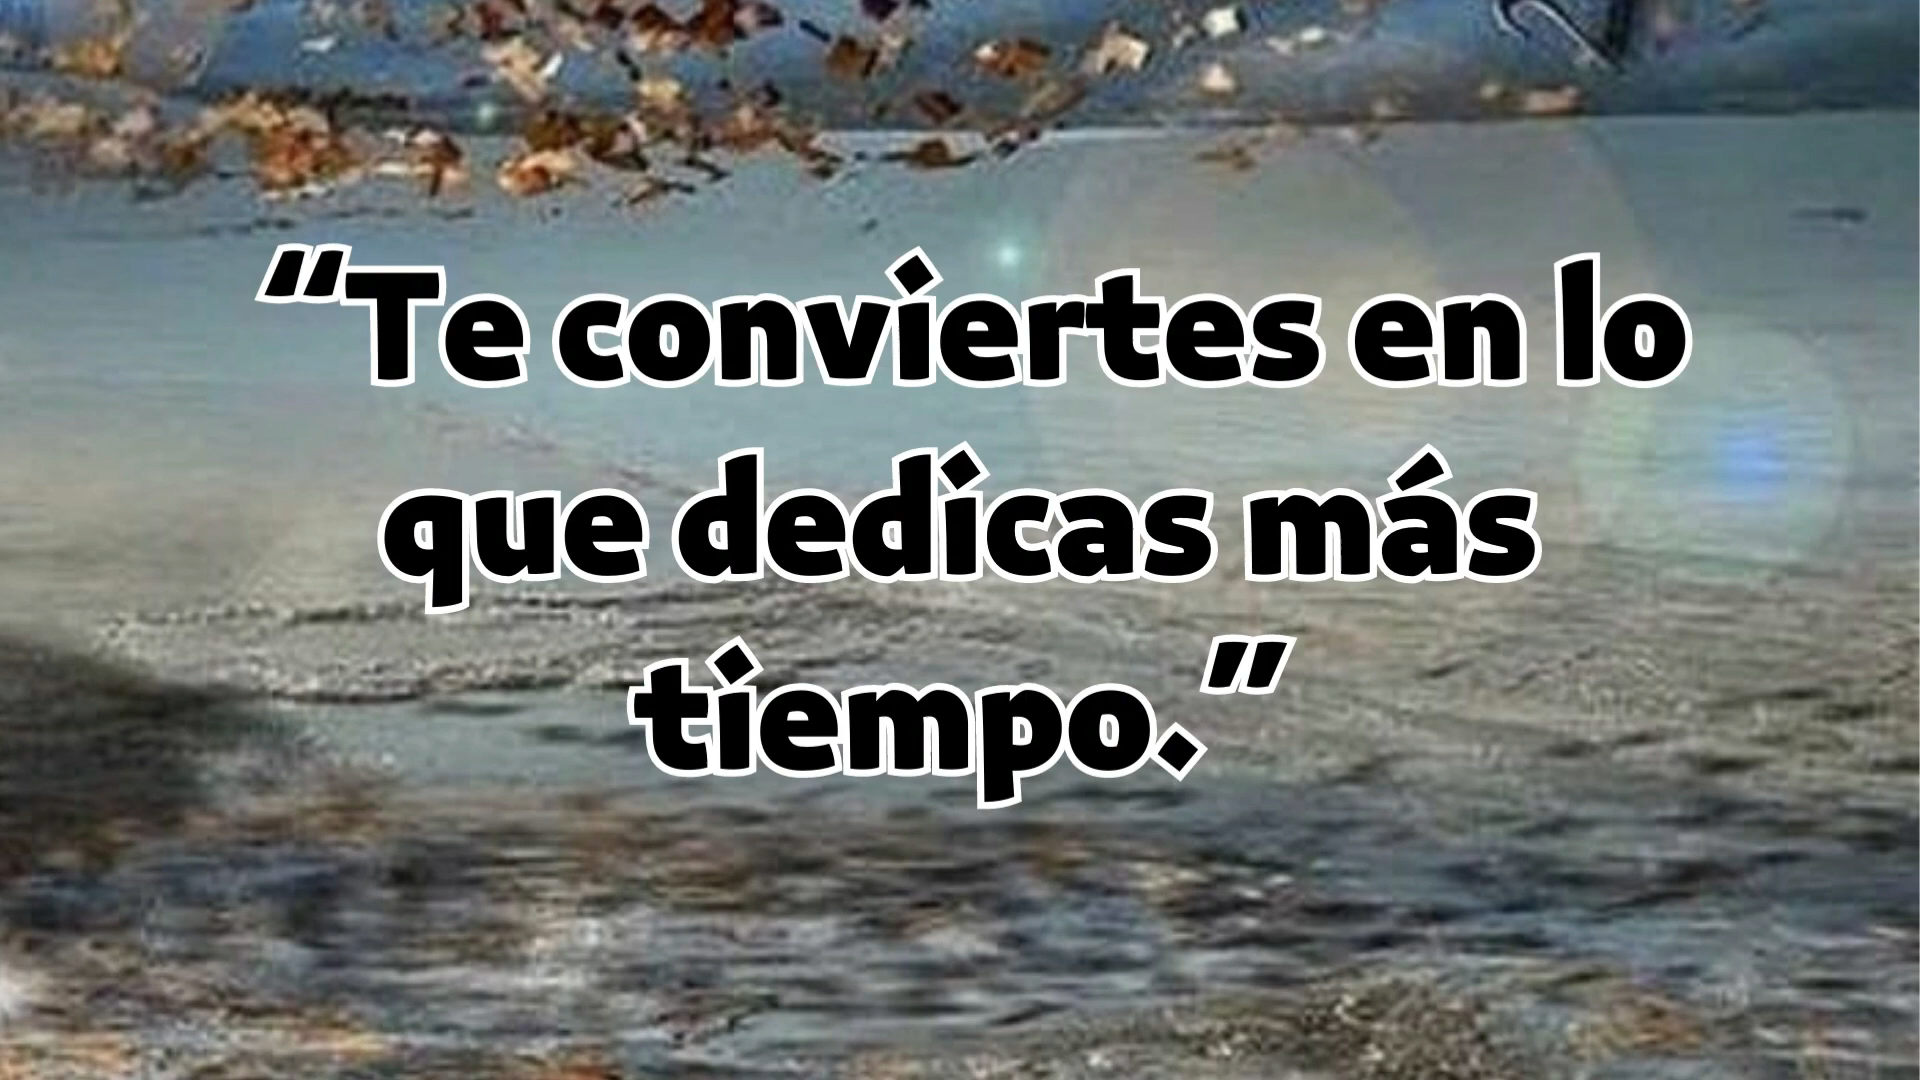 “Te conviertes en lo
que dedicas más
tiempo.”